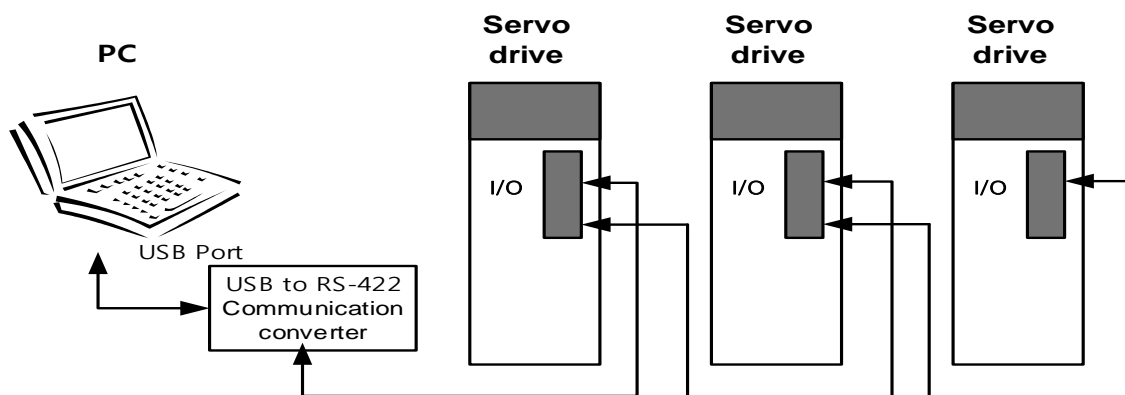 PC
USB Port
USB to RS-422
Communication
converter
Servo
drive
I/O
Servo
drive
I/O
Servo
drive
I/O